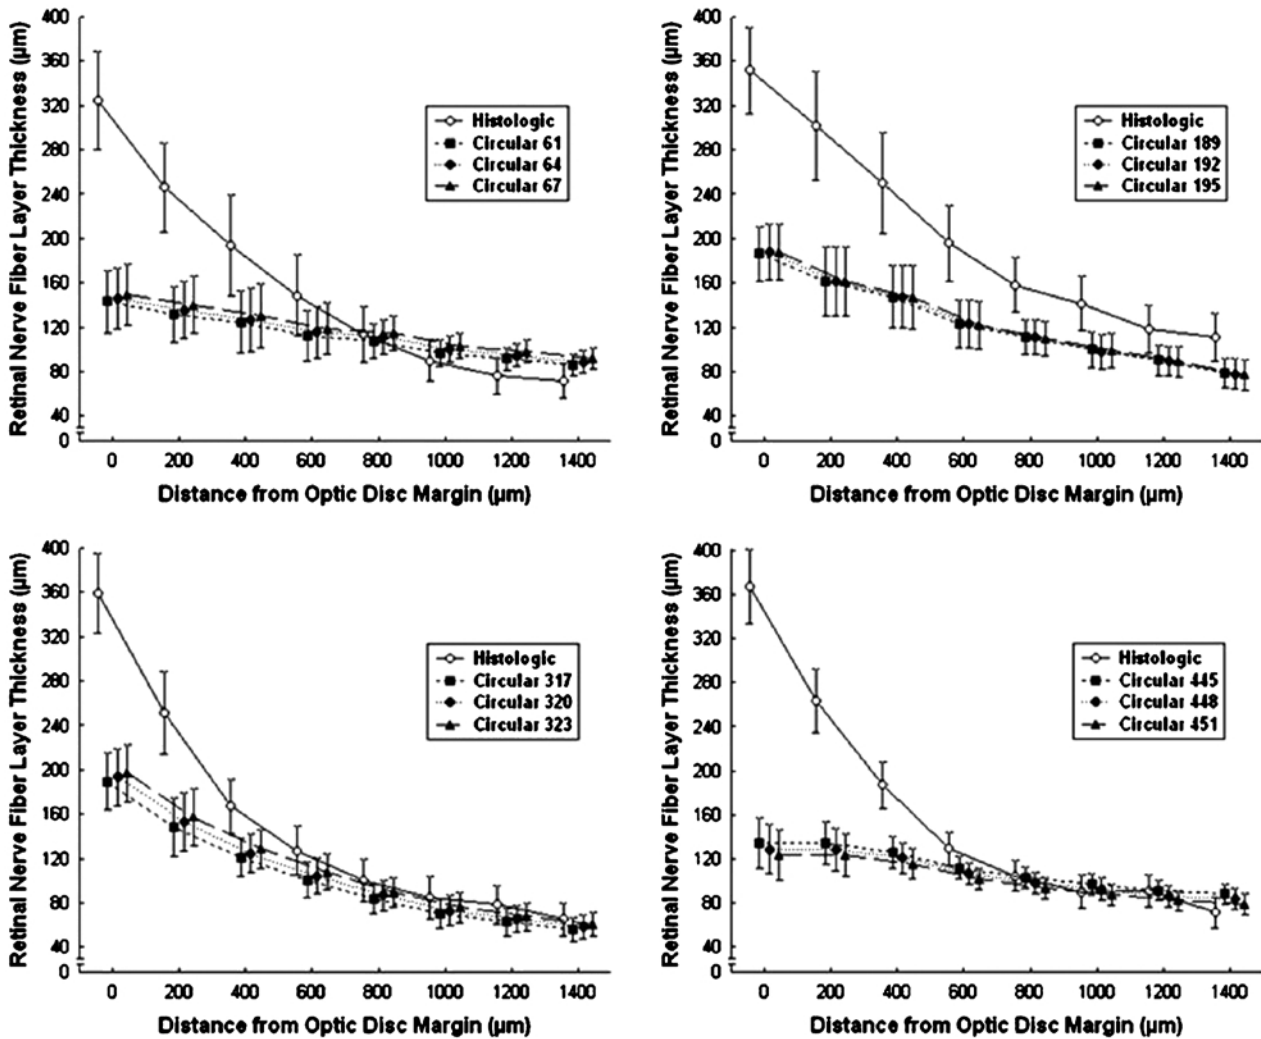 Retinal Nerve Fiber Layer Thickness (µm)
400
360
320
280
240
200
160
120
80
40
0
Histologic
Circular 61
Circular 64
Circular 67
0 200 400 600 800 1000 1200 1400
Distance from Optic Disc Margin (µm)
Retinal Nerve Fiber Layer Thickness (µm)
400
360
320
280
240
200
160
120
80
40
0
Histologic
Circular 189
Circular 192
Circular 195
0 200 400 600 800 1000 1200 1400
Distance from Optic Disc Margin (µm)
Retinal Nerve Fiber Layer Thickness (µm)
400
360
320
280
240
200
160
120
80
40
0
Histologic
Circular 317
Circular 320
Circular 323
0 200 400 600 800 1000 1200 1400
Distance from Optic Disc Margin (µm)
Retinal Nerve Fiber Layer Thickness (µm)
400
360
320
280
240
200
160
120
80
40
0
Histologic
Circular 445
Circular 448
Circular 451
0 200 400 600 800 1000 1200 1400
Distance from Optic Disc Margin (µm)